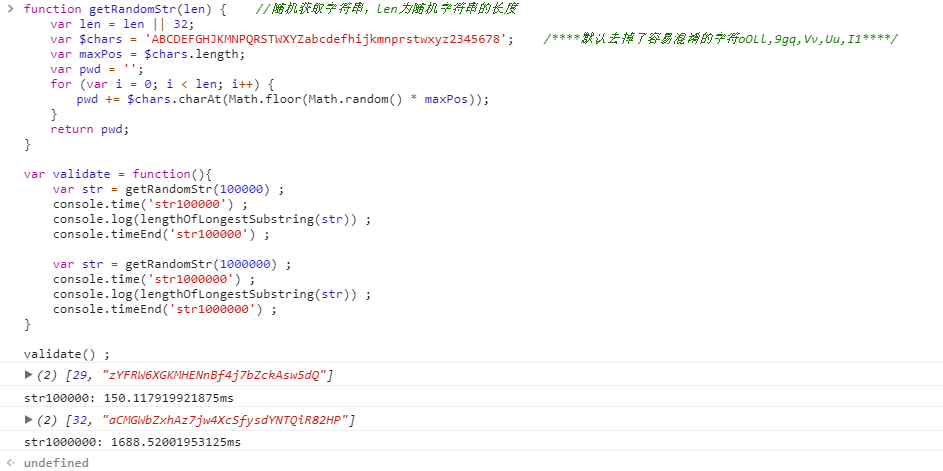 function getRandomStr(len) {    //随机获取字符串，len为随机字符串的长度
    var len = len || 32;
    var $chars = 'ABCDEFGHJKMNPQRSTWXYZabcdefhijkmnprstwxyz2345678';    /****默认去掉了容易混淆的字符oOLl,9gq,Vv,Uu,I1****/
    var maxPos = $chars.length;
    var pwd = '';
    for (var i = 0; i < len; i++) {
        pwd += $chars.charAt(Math.floor(Math.random() * maxPos));
    }
    return pwd;
}
var validate = function(){
    var str = getRandomStr(100000) ;
    console.time('str100000') ;
    console.log(lengthOfLongestSubstring(str)) ;
    console.timeEnd('str100000') ;
    var str = getRandomStr(1000000) ;
    console.time('str1000000') ;
    console.log(lengthOfLongestSubstring(str)) ;
    console.timeEnd('str1000000') ;
}
validate() ;
(2) [29, "zYFRW6XGKMHENnBf4j7bZckAsw5dQ"]
str100000: 150.117919921875ms
(2) [32, "aCMGWbZxhAz7jw4XcSfysdYNTQiR82HP"]
str1000000: 1688.52001953125ms
undefined